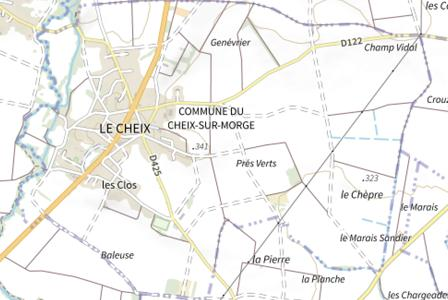 les Co
Genévrier
D122
Champ Vidal
Crouz
COMMUNE DU
CHEIX-SUR-MORGE
LE CHEIX
341
Prés Verts
D425
323
les Clos
le Chèpre
le Marais
le Marais Sandier
Baleuse
la Pierre
la Planche
les Chargeade